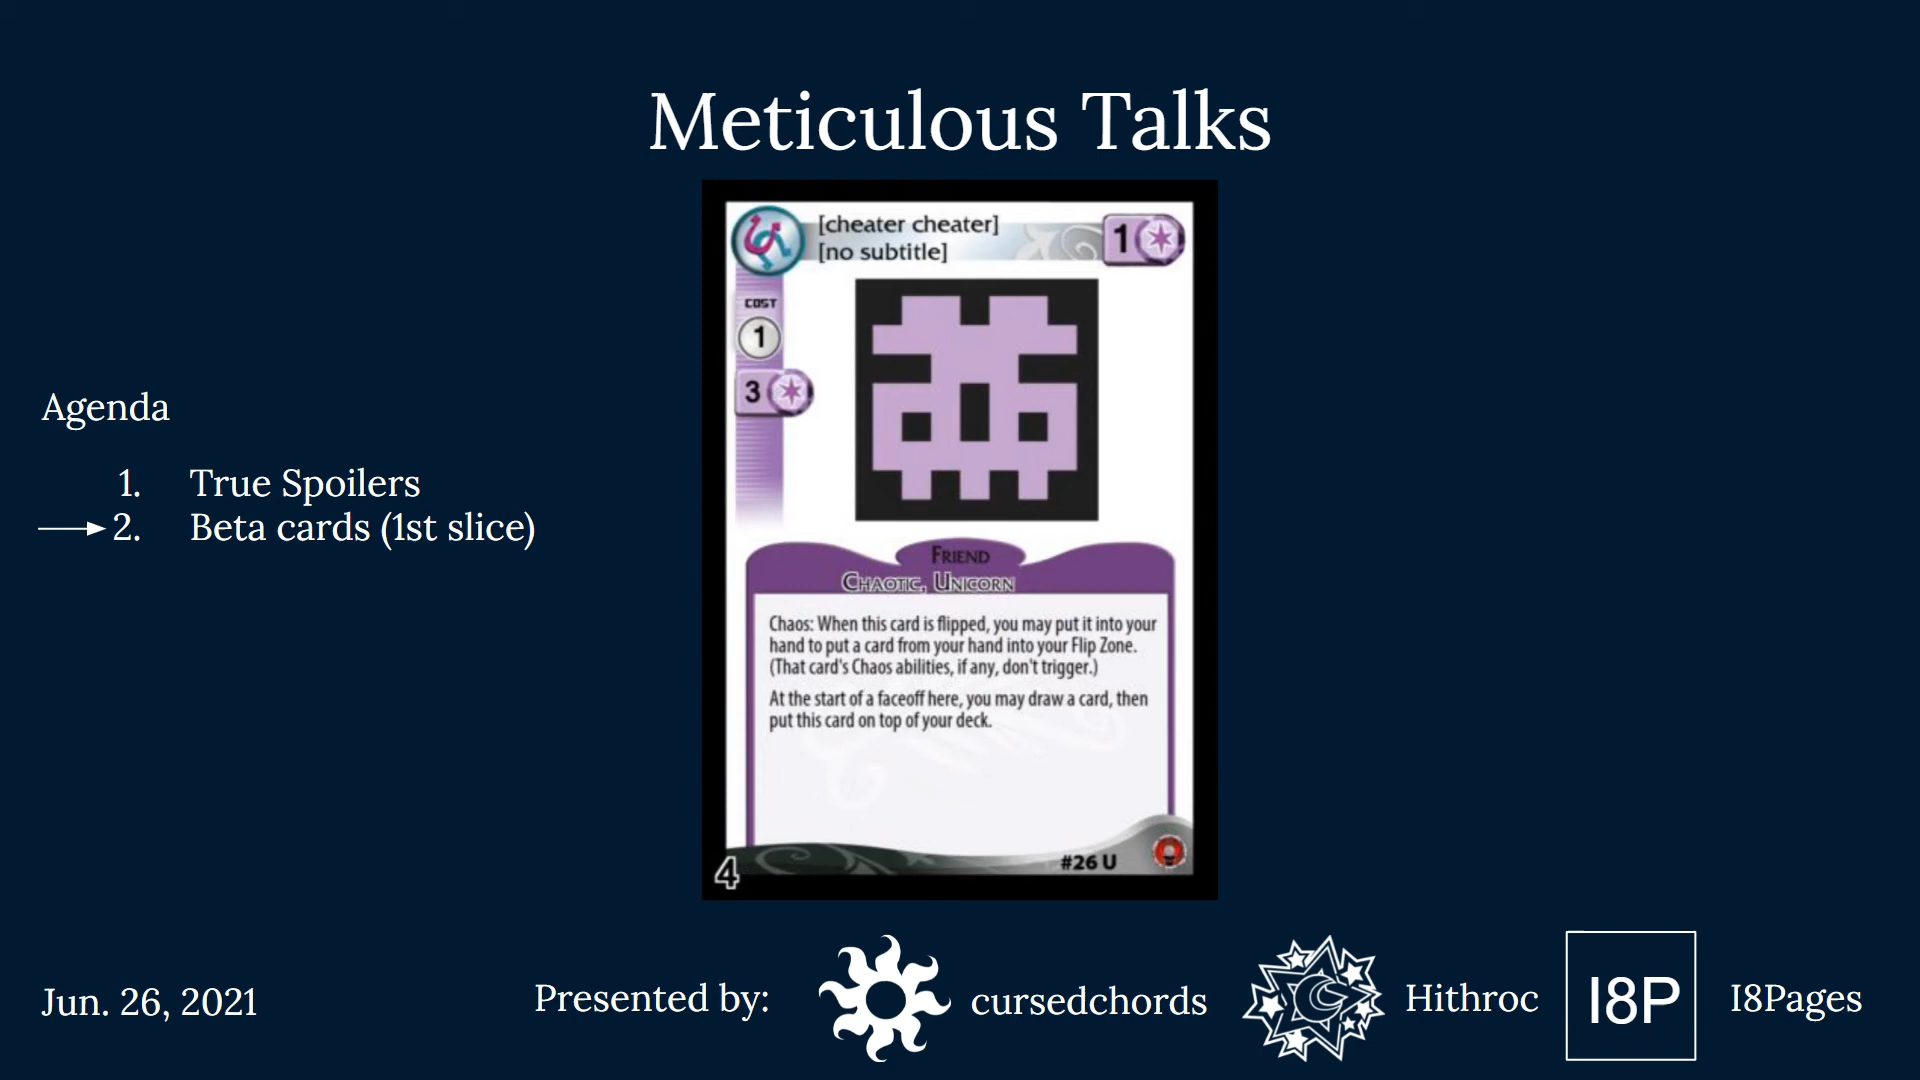 Meticulous Talks
[cheater cheater]
[no subtitle]
1
COST
1
3
Agenda
1. True Spoilers
2. Beta cards (1st slice)
FRIEND
CHAOTIC, UNICORN
Chaos: When this card is flipped, you may put it into your
hand to put a card from your hand into your Flip Zone.
(That card's Chaos abilities, if any, don't trigger.)
At the start of a faceoff here, you may draw a card, then
put this card on top of your deck.
#26 U
4
Jun. 26, 2021
Presented by:
cursedchords
Hithroc
I8P
I8Pages